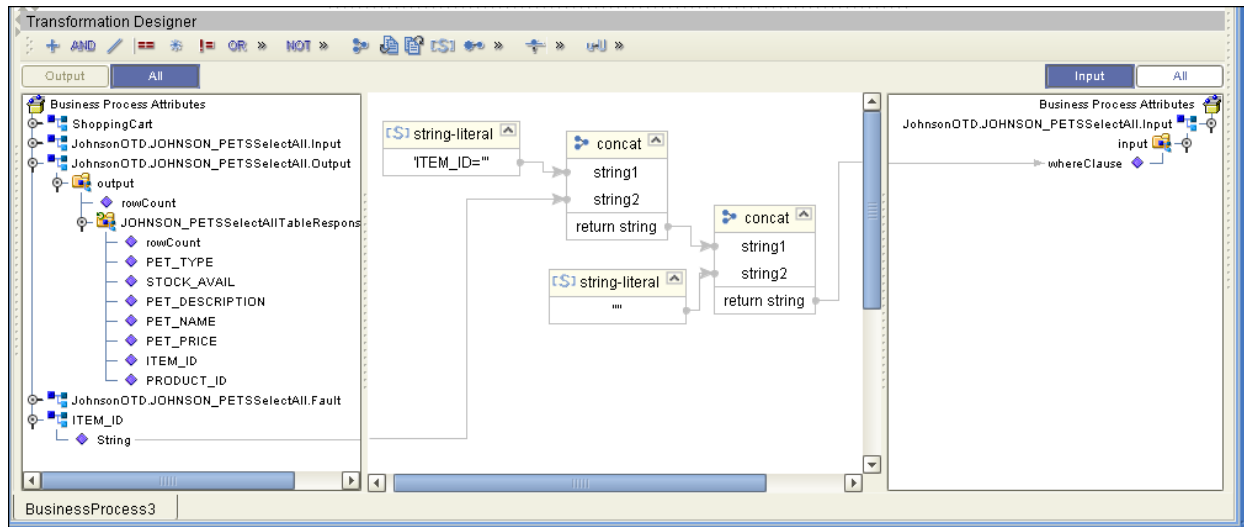 Transformation Designer
AND == != OR » NOT » [S] » » »
Output All Input All
Business Process Attributes
ShoppingCart
JohnsonOTD.JOHNSON_PETSSelectAll.Input
JohnsonOTD.JOHNSON_PETSSelectAll.Output
output
rowCount
JOHNSON_PETSSelectAllTableRespons
rowCount
PET_TYPE
STOCK_AVAIL
PET_DESCRIPTION
PET_NAME
PET_PRICE
ITEM_ID
PRODUCT_ID
JohnsonOTD.JOHNSON_PETSSelectAll.Fault
ITEM_ID
String
[S] string-literal
'ITEM_ID='"
concat
string1
string2
return string
[S] string-literal
""
concat
string1
string2
return string
Business Process Attributes
JohnsonOTD.JOHNSON_PETSSelectAll.Input
input
whereClause
BusinessProcess3